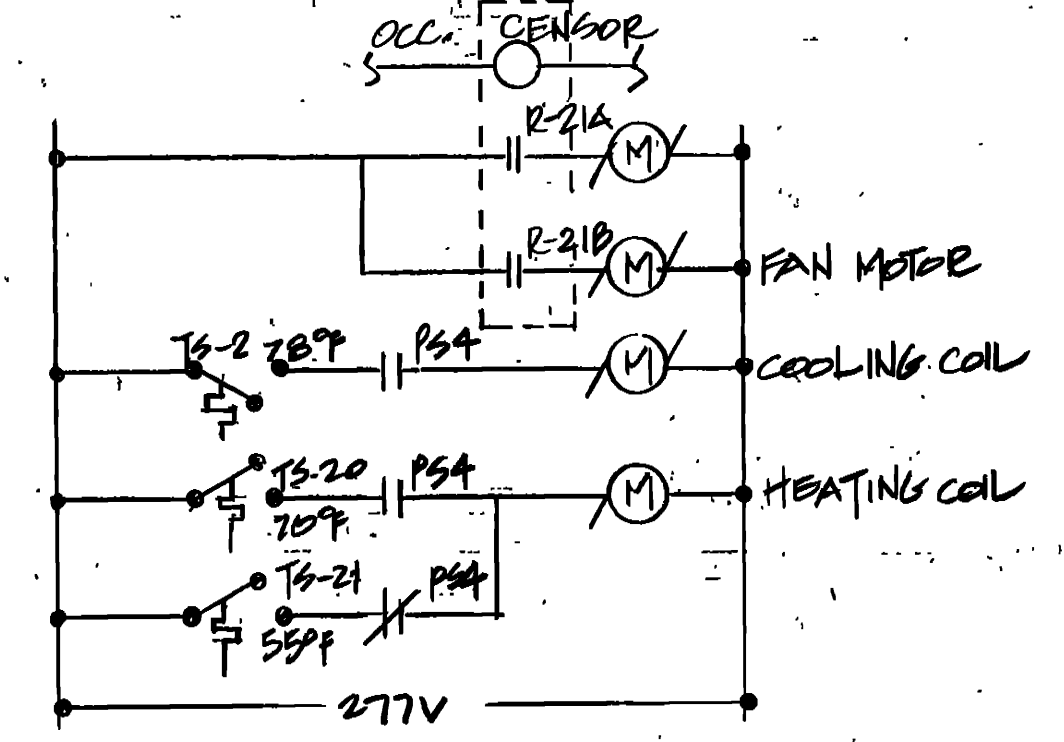 OCC. CENSOR
R-21A
M
R-21B
M FAN MOTOR
TS-2 78°F PS4
M COOLING COIL
TS-20 PS4
70°F
M HEATING COIL
TS-21 PS4
55°F
277V